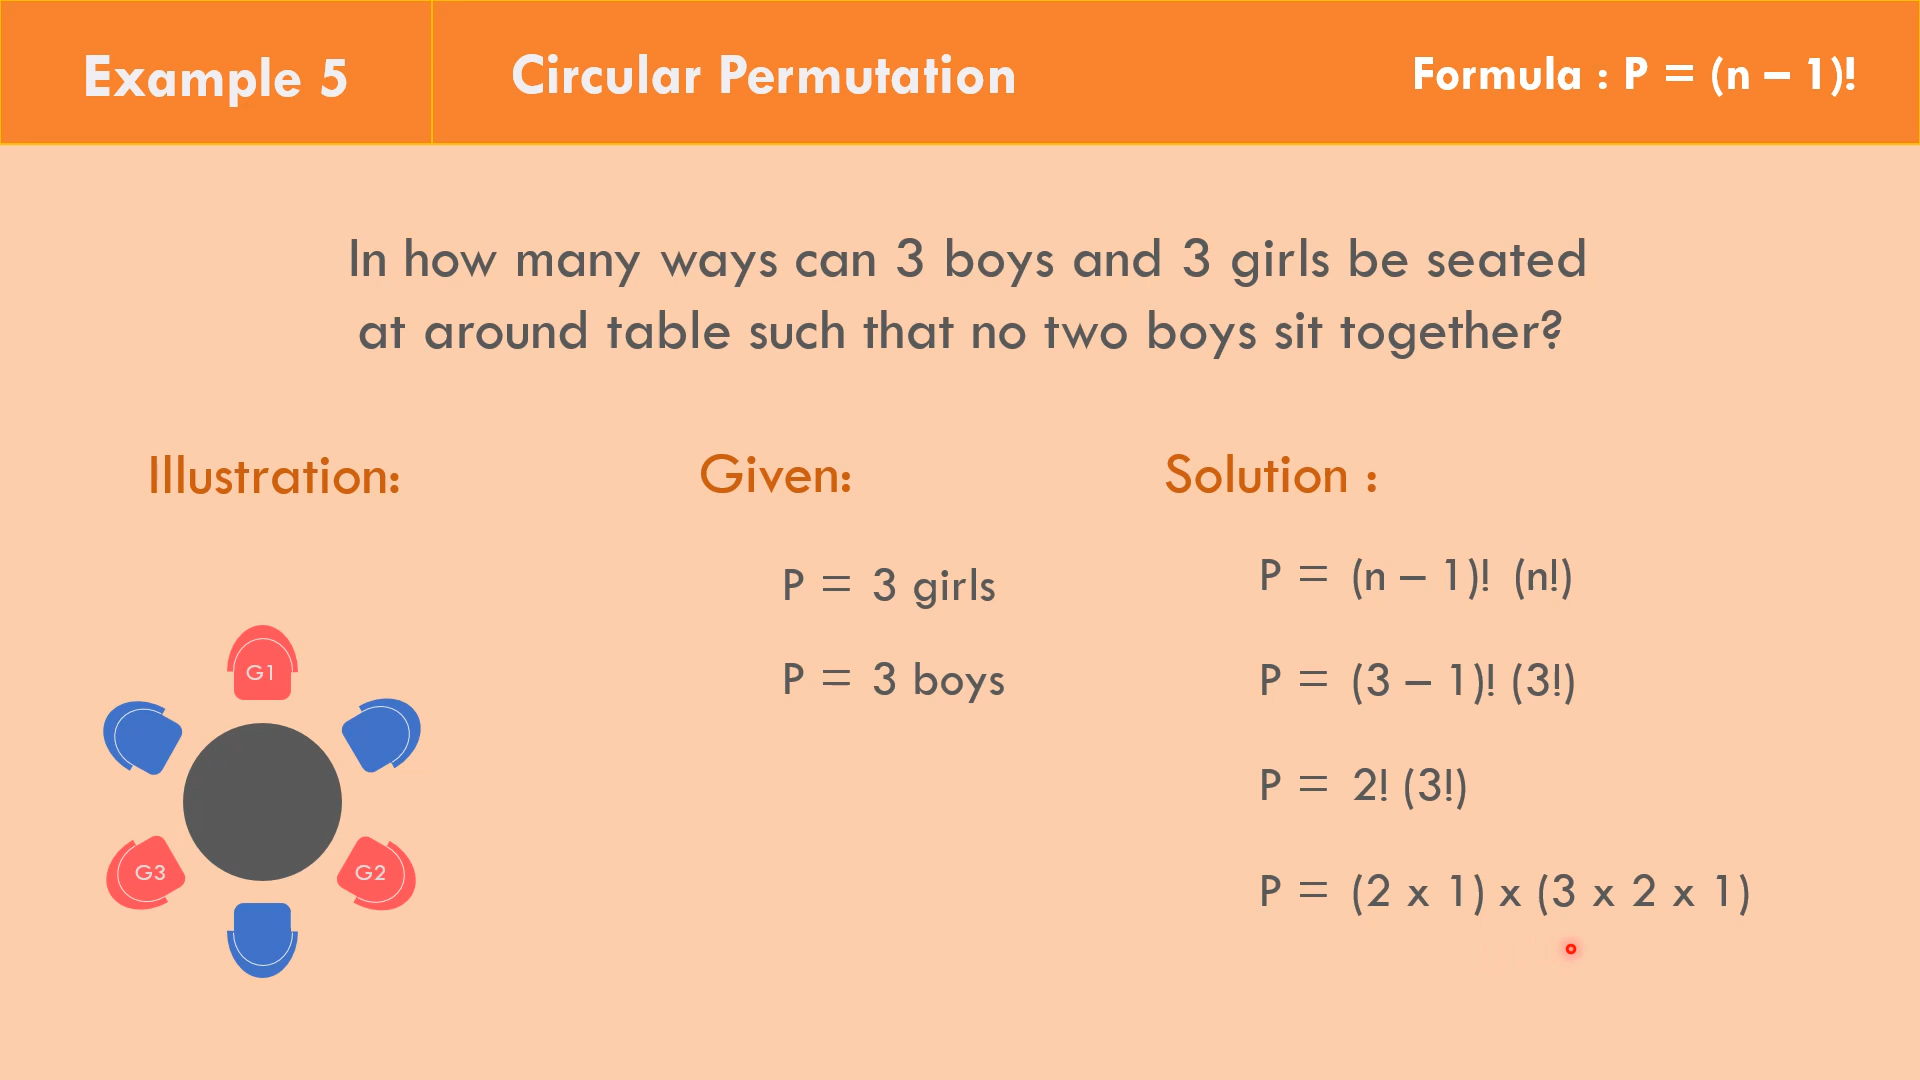 Example 5
Circular Permutation
Formula : P = (n – 1)!
In how many ways can 3 boys and 3 girls be seated
at around table such that no two boys sit together?
Illustration:
G1
G3
G2
Given:
P = 3 girls
P = 3 boys
Solution :
P = (n – 1)! (n!)
P = (3 – 1)! (3!)
P = 2! (3!)
P = (2 x 1) x (3 x 2 x 1)